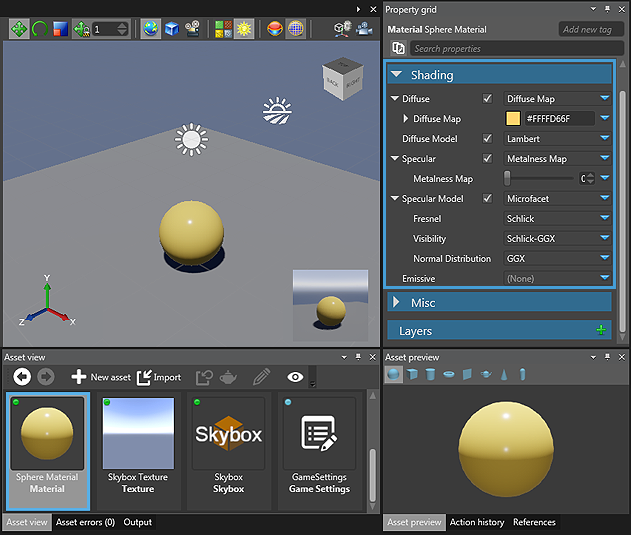 1
TOP
BACK
RIGHT
Y
Z
X
Property grid
Material Sphere Material
Add new tag
Search properties
Shading
Diffuse
Diffuse Map
Diffuse Map
#FFFFD66F
Diffuse Model
Lambert
Specular
Metalness Map
Metalness Map
Specular Model
Microfacet
Fresnel
Schlick
Visibility
Schlick-GGX
Normal Distribution
GGX
Emissive
(None)
Misc
Layers
Asset view
New asset
Import
Sphere Material
Material
Skybox Texture
Texture
Skybox
Skybox
Skybox
GameSettings
Game Settings
Asset view
Asset errors (0)
Output
Asset preview
Asset preview
Action history
References